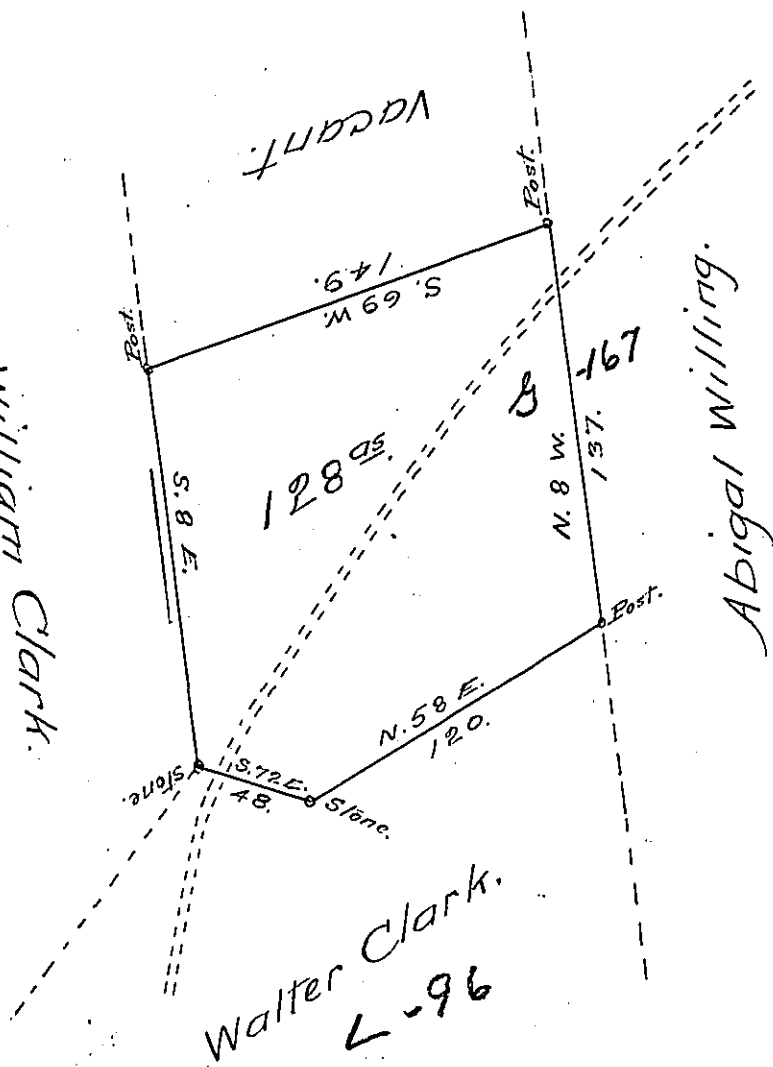 Vacant.
Post.
Post.
S. 69 W.
149.
Abigal Willing.
G -167
N. 8 W.
137.
128 as.
S. 8 E.
William Clark.
Post.
N. 58 E.
120.
Stone.
S. 72 E.
48.
Stone.
Walter Clark.
L-96